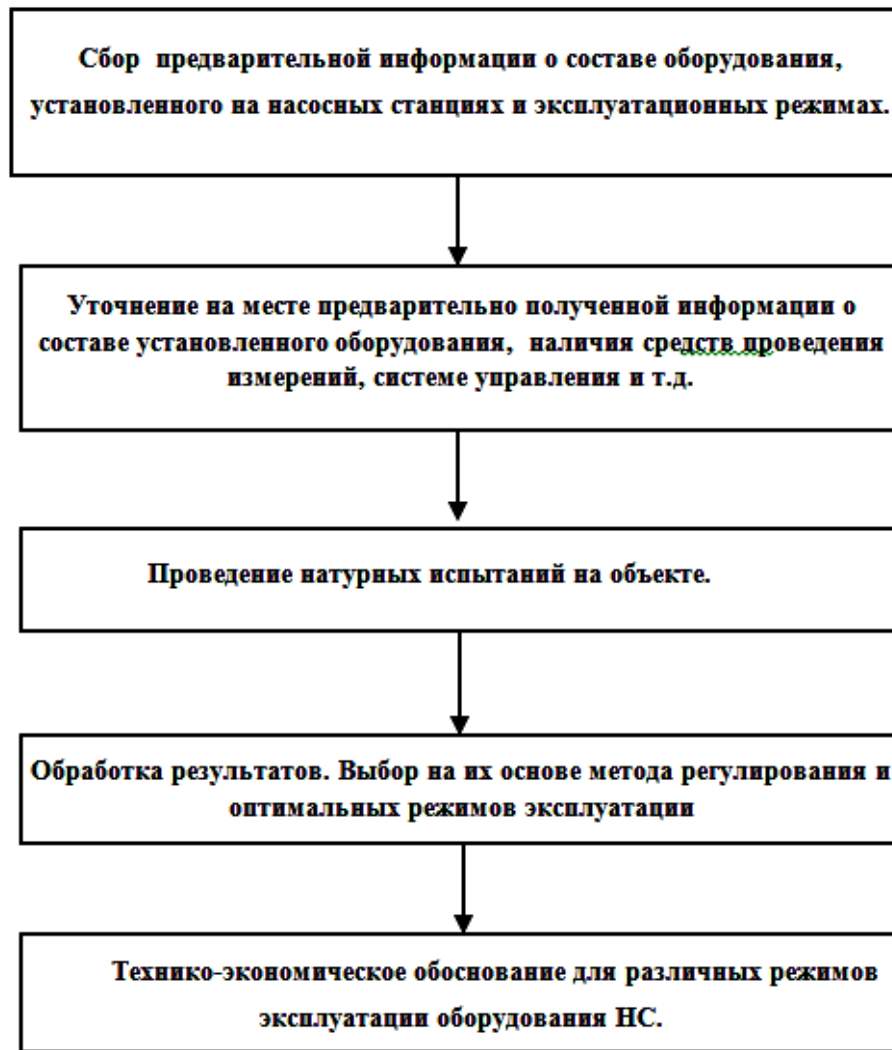 Сбор предварительной информации о составе оборудования,
установленного на насосных станциях и эксплуатационных режимах.
Уточнение на месте предварительно полученной информации о
составе установленного оборудования, наличия средств проведения
измерений, системе управления и т.д.
Проведение натурных испытаний на объекте.
Обработка результатов. Выбор на их основе метода регулирования и
оптимальных режимов эксплуатации
Технико-экономическое обоснование для различных режимов
эксплуатации оборудования НС.